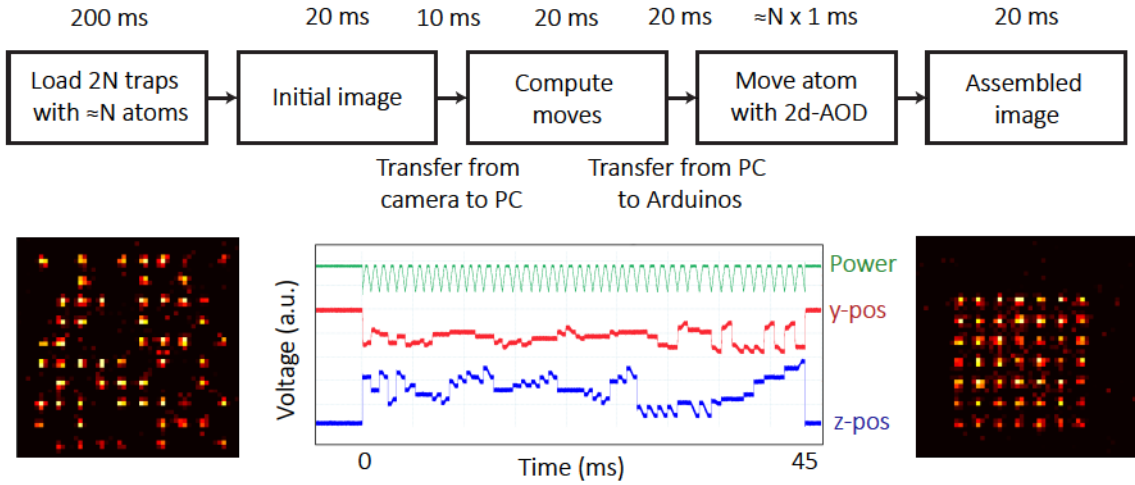 200 ms
20 ms
10 ms
20 ms
20 ms
≈N x 1 ms
20 ms
Load 2N traps
with ≈N atoms
Initial image
Compute
moves
Move atom
with 2d-AOD
Assembled
image
Transfer from
camera to PC
Transfer from PC
to Arduinos
Voltage (a.u.)
Power
y-pos
z-pos
0
45
Time (ms)